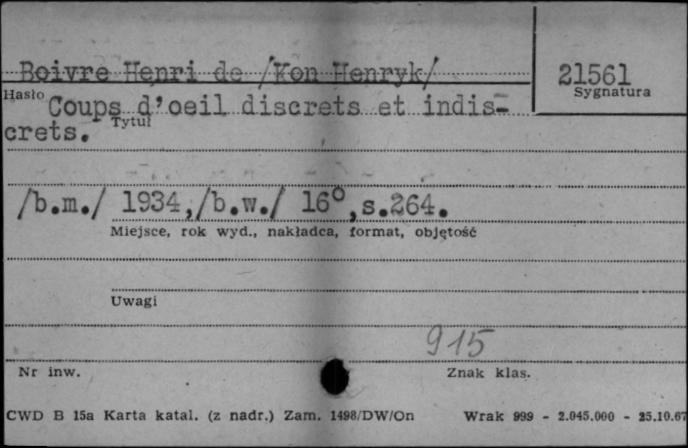 Boivre Henri de /Kon Henryk/
21561
Hasło
Sygnatura
Coups d'oeil discrets et indis-
Tytuł
crets.
/b.m./ 1934,/b.w./ 16°,s.264.
Miejsce, rok wyd., nakładca, format, objętość
Uwagi
915
Nr inw.
Znak klas.
CWD B 15a Karta katal. (z nadr.) Zam. 1498/DW/On Wrak 999 - 2.045.000 - 25.10.67